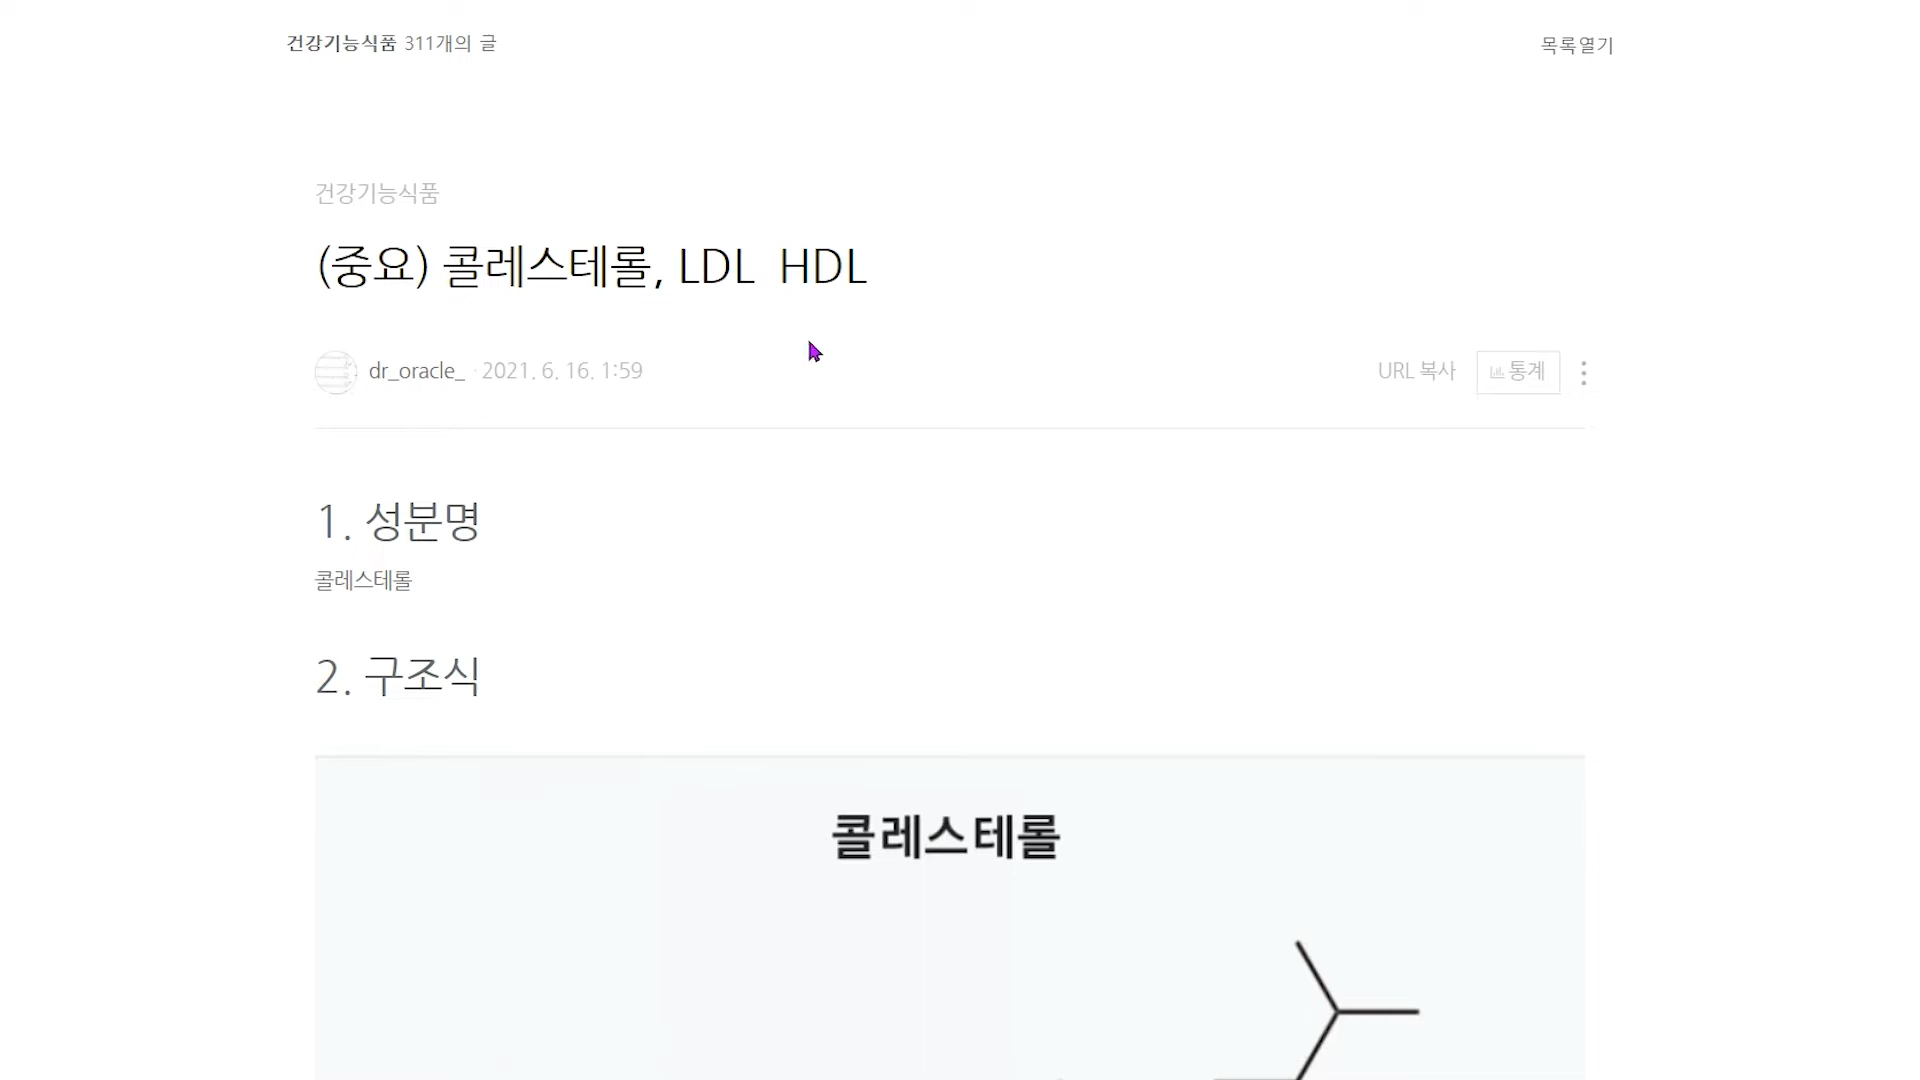 건강기능식품 311개의 글
목록열기
건강기능식품
(중요) 콜레스테롤, LDL HDL
dr_oracle_ · 2021. 6. 16. 1:59
URL 복사
통계
1. 성분명
콜레스테롤
2. 구조식
콜레스테롤